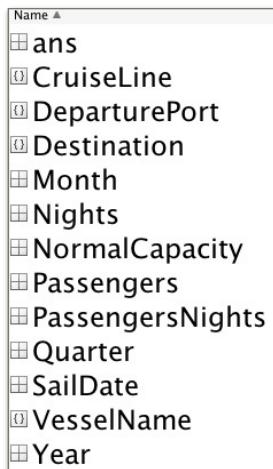 Name
ans
CruiseLine
DeparturePort
Destination
Month
Nights
NormalCapacity
Passengers
PassengersNights
Quarter
SailDate
VesselName
Year